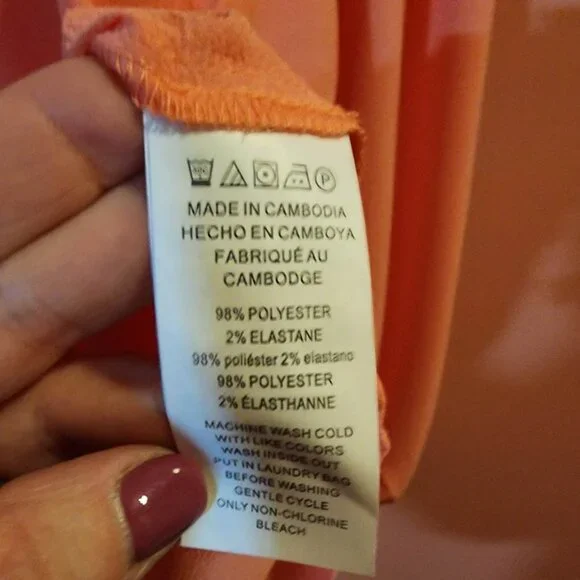 P
MADE IN CAMBODIA
HECHO EN CAMBOYA
FABRIQUÉ AU
CAMBODGE
98% POLYESTER
2% ELASTANE
98% poliéster 2% elastano
98% POLYESTER
2% ÉLASTHANNE
MACHINE WASH COLD
WITH LIKE COLORS
WASH INSIDE OUT
PUT IN LAUNDRY BAG
BEFORE WASHING
GENTLE CYCLE
ONLY NON-CHLORINE
BLEACH